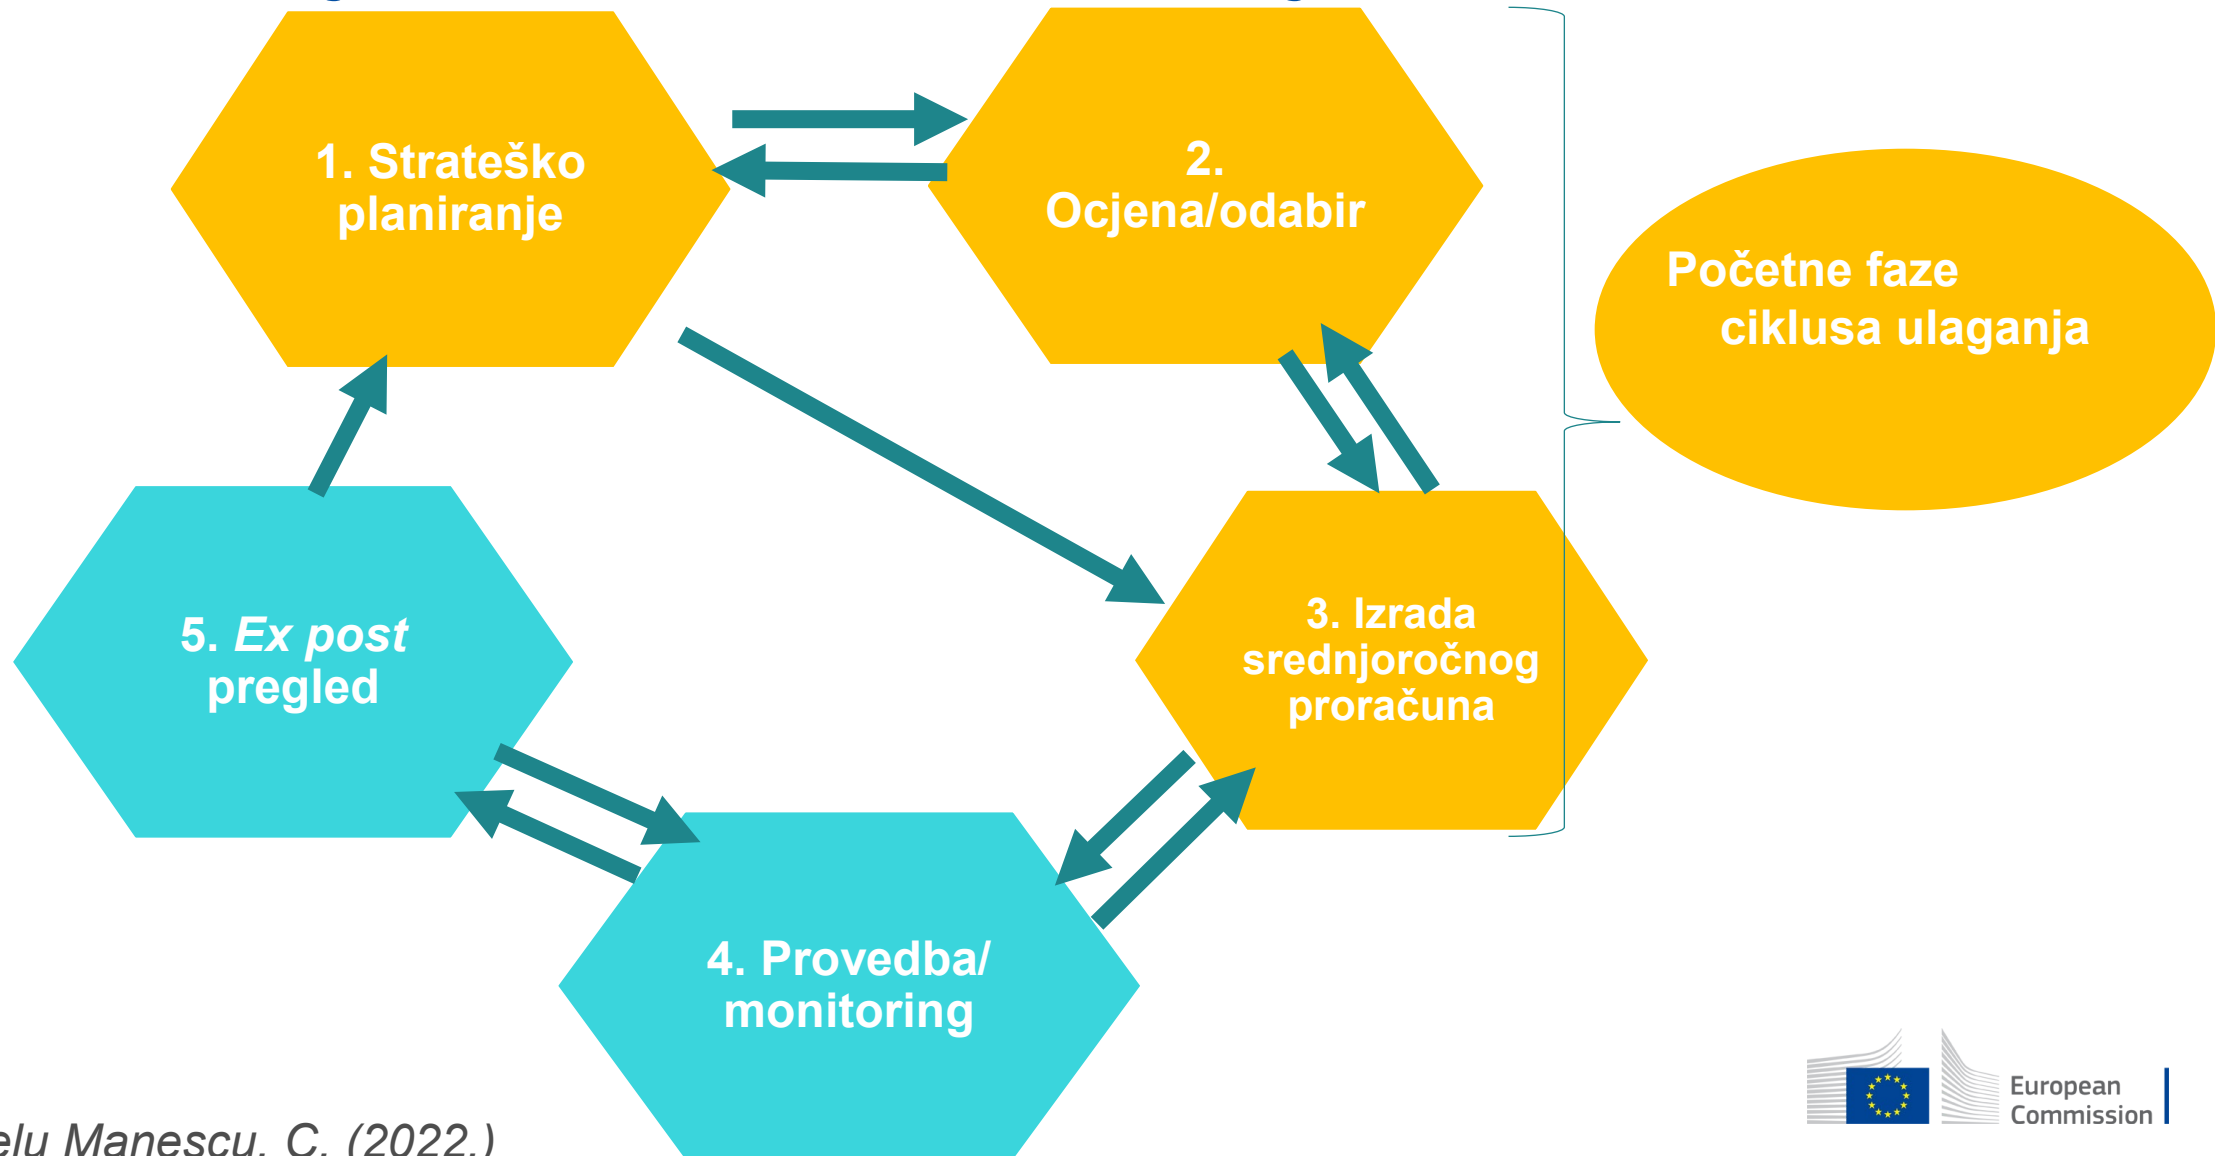 1. Strateško
planiranje
2.
Ocjena/odabir
Početne faze
ciklusa ulaganja
3. Izrada
srednjoročnog
proračuna
5. Ex post
pregled
4. Provedba/
monitoring
European
Commission
Manescu, C. (2022.)